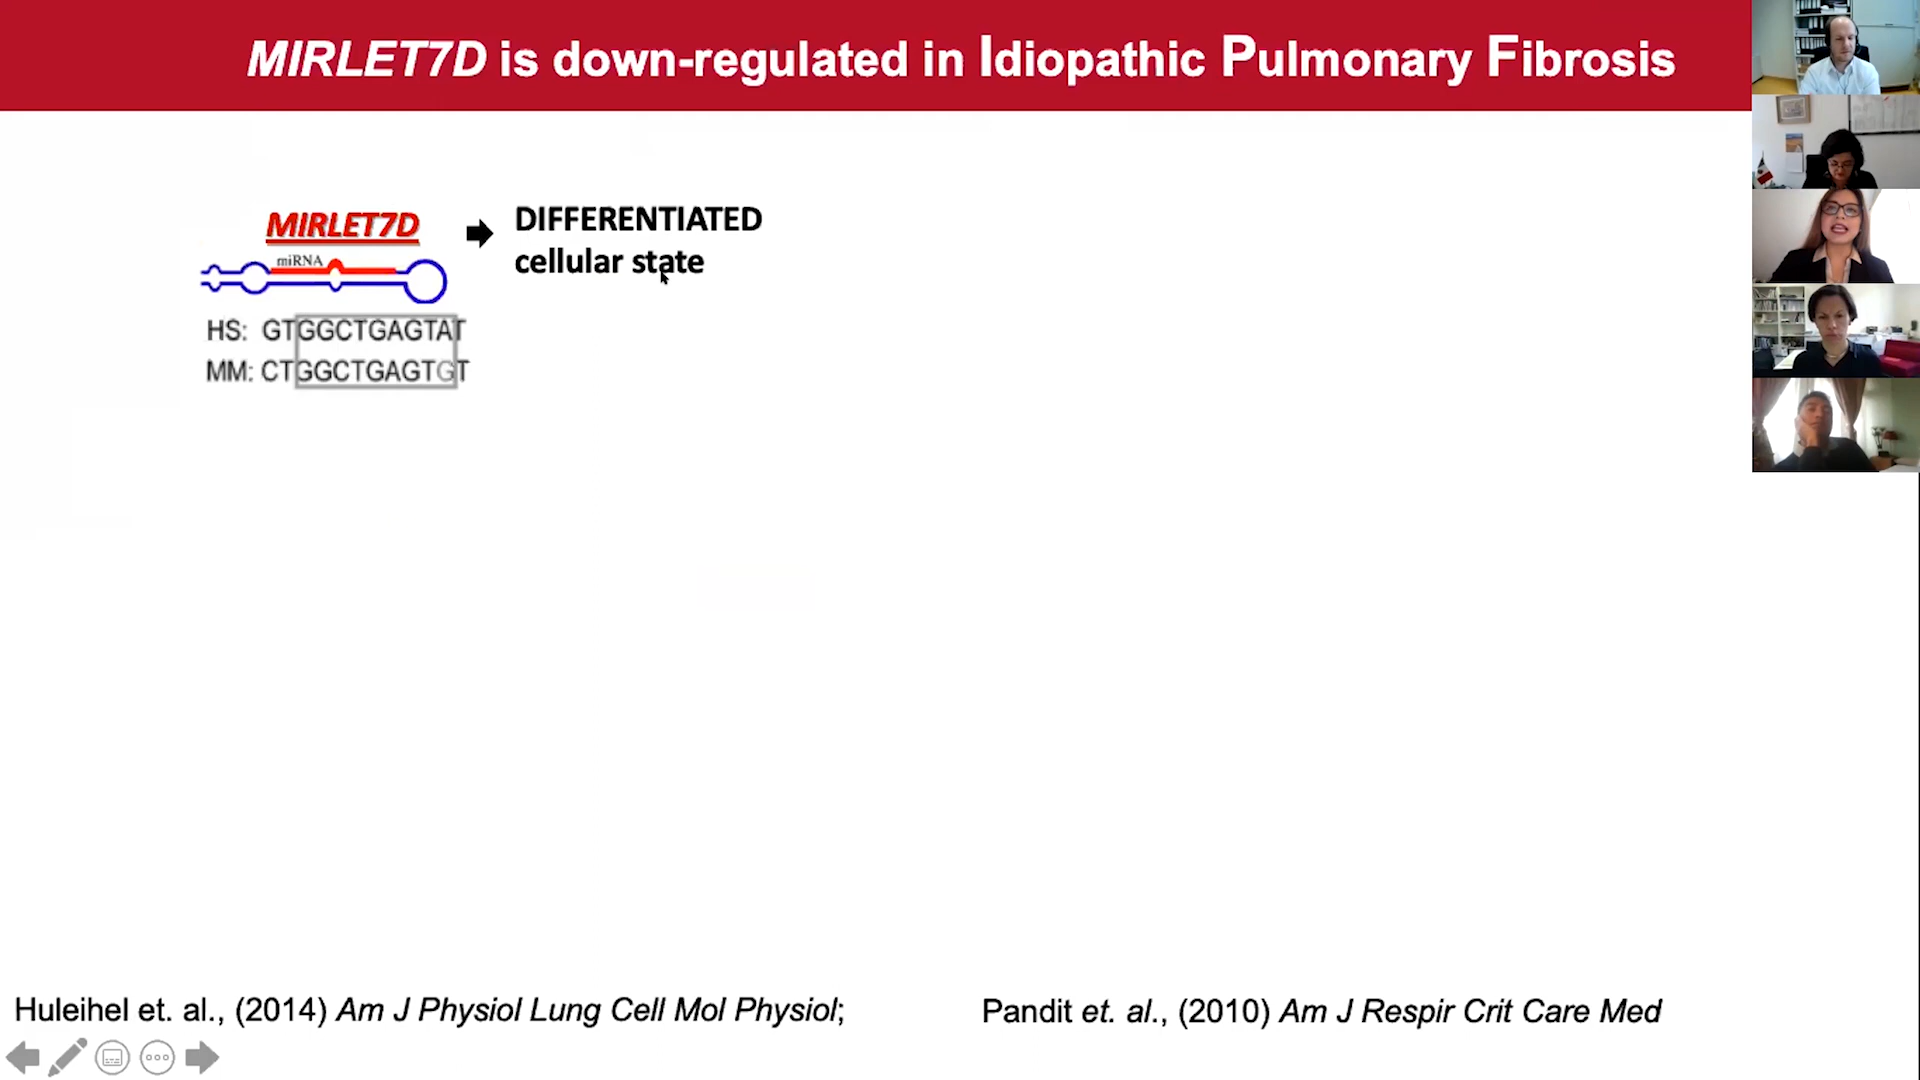 MIRLET7D is down-regulated in Idiopathic Pulmonary Fibrosis
MIRLET7D
DIFFERENTIATED
cellular state
miRNA
HS: GTGGCTGAGTAT
MM: CTGGCTGAGTGT
Huleihel et. al., (2014) Am J Physiol Lung Cell Mol Physiol;
Pandit et. al., (2010) Am J Respir Crit Care Med